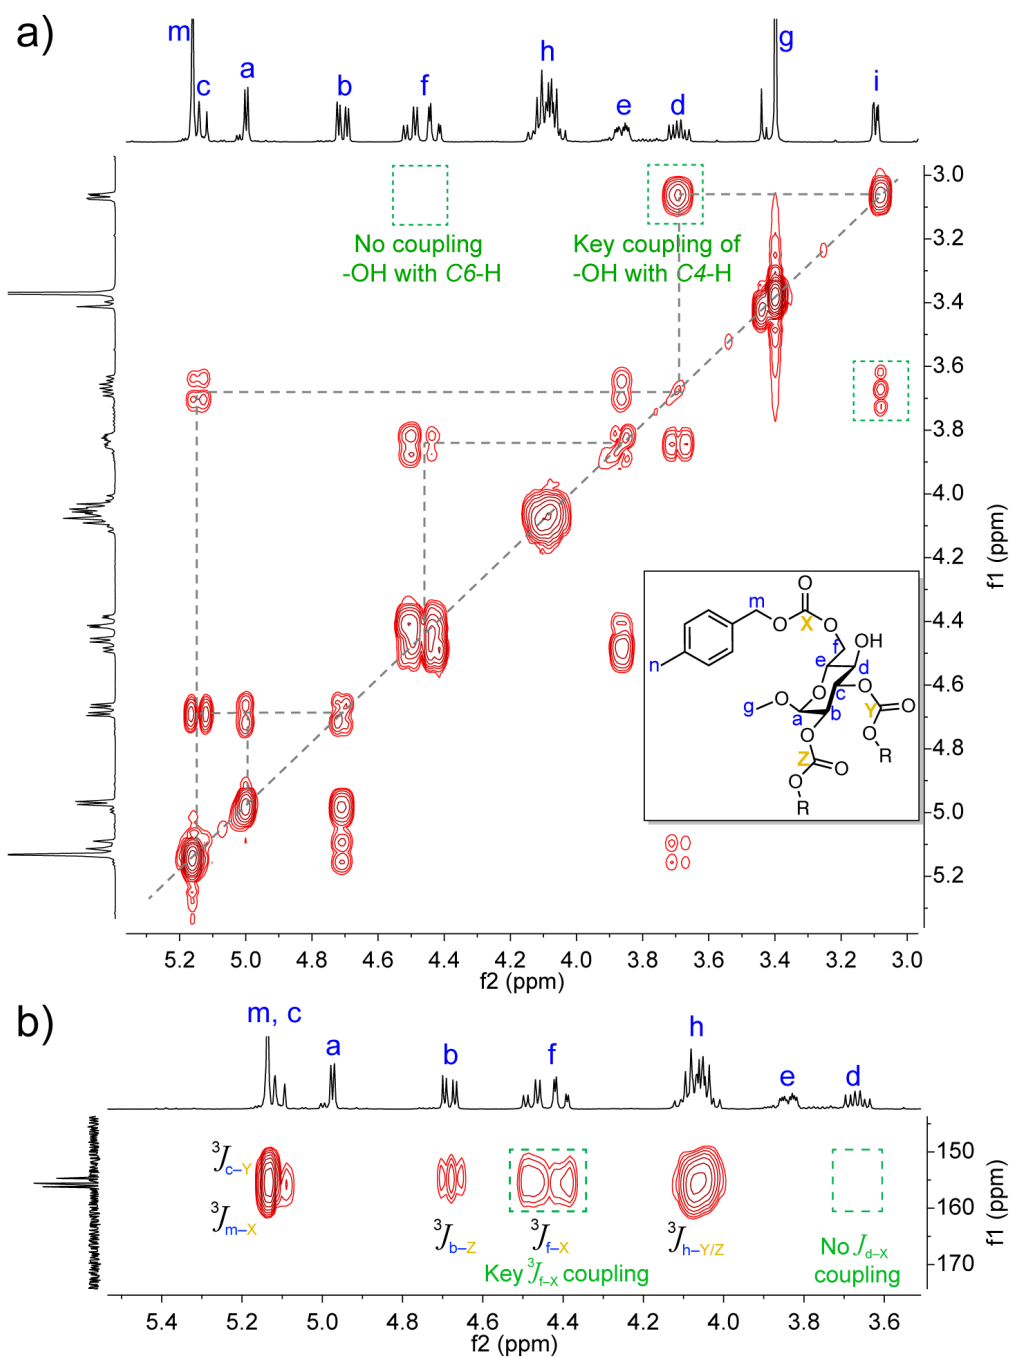 a)
m
c
a
b
f
h
e
d
g
i
No coupling
-OH with C6-H
Key coupling of
-OH with C4-H
3.0
3.2
3.4
3.6
3.8
4.0
4.2
4.4
4.6
4.8
5.0
5.2
f1 (ppm)
m
O
O
X
O
f
OH
n
e
d
O
c
O
g
O
a
b
Y
O
O
O
R
Z
O
O
R
5.2 5.0 4.8 4.6 4.4 4.2 4.0 3.8 3.6 3.4 3.2 3.0
f2 (ppm)
b)
m, c
a
b
f
h
e
d
3Jc–Y
3Jm–X
3Jb–Z
3Jf–X
3Jh–Y/Z
Key 3Jf–X coupling
No Jd–X
coupling
150
160
170
f1 (ppm)
5.4 5.2 5.0 4.8 4.6 4.4 4.2 4.0 3.8 3.6
f2 (ppm)